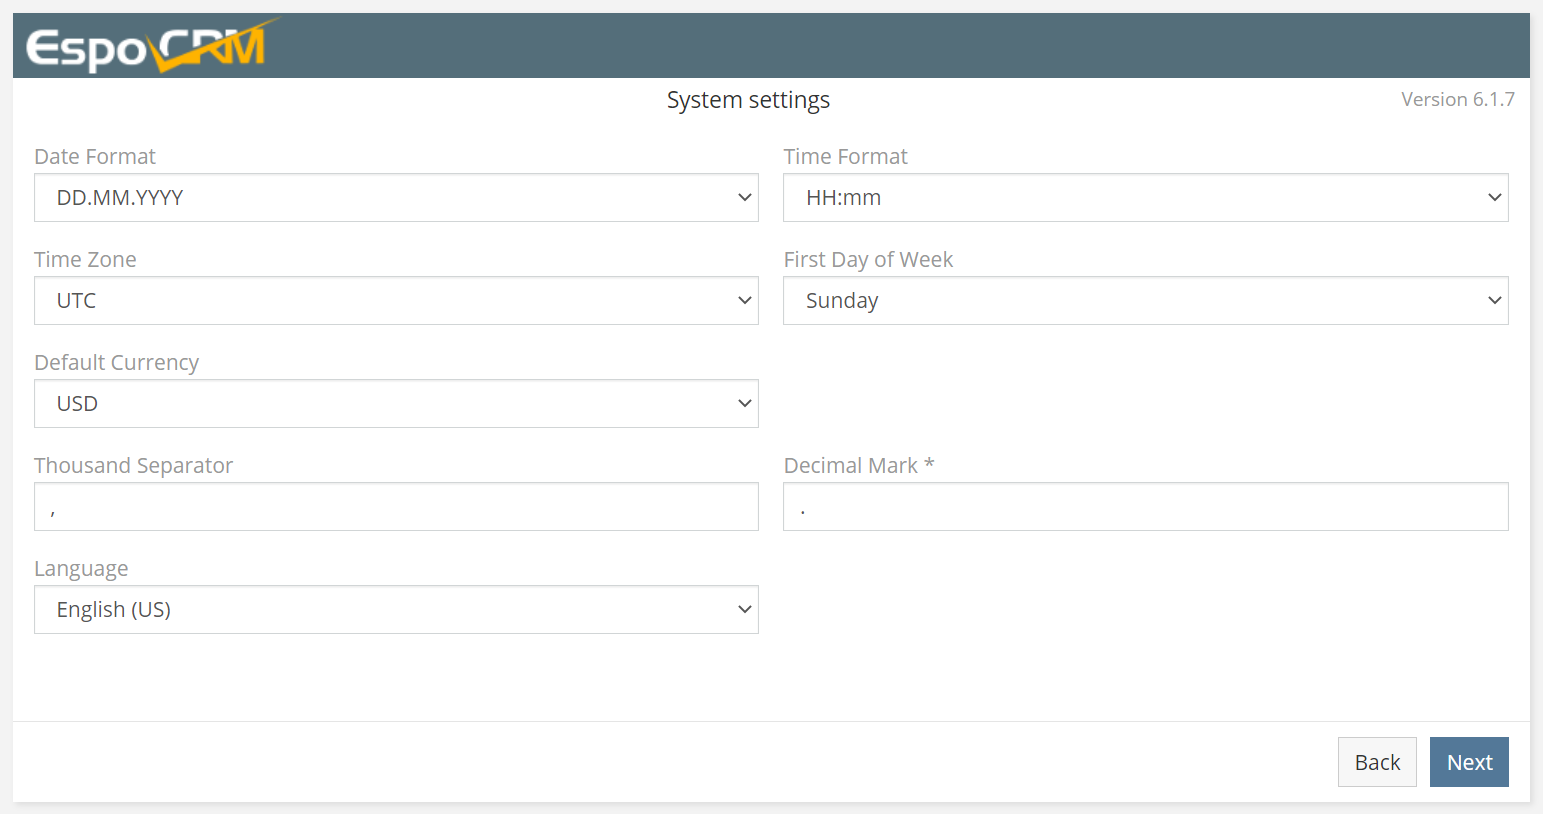 EspoCRM
System settings
Version 6.1.7
Date Format
Time Format
DD.MM.YYYY
HH:mm
Time Zone
First Day of Week
UTC
Sunday
Default Currency
USD
Thousand Separator
Decimal Mark *
,
.
Language
English (US)
Back
Next